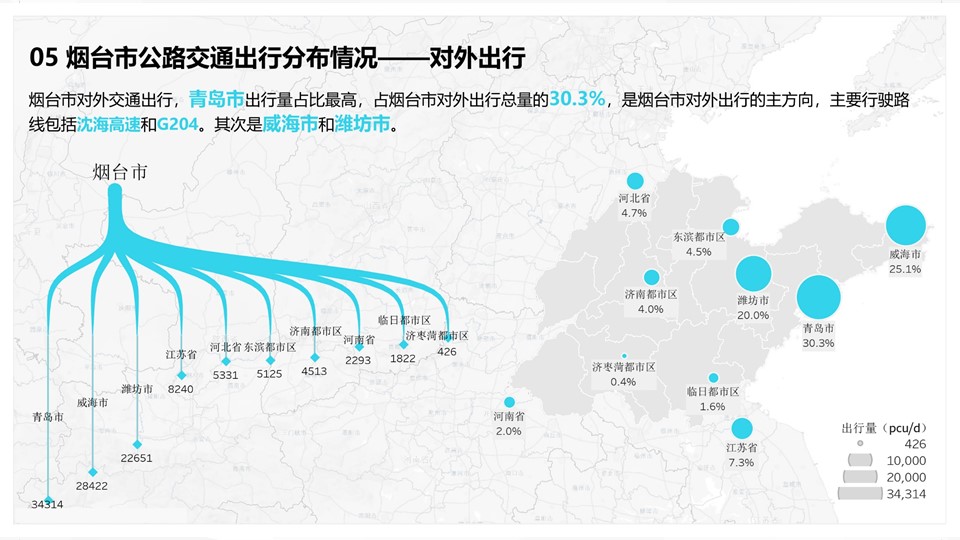 05 烟台市公路交通出行分布情况——对外出行
烟台市对外交通出行，青岛市出行量占比最高，占烟台市对外出行总量的30.3%，是烟台市对外出行的主方向，主要行驶路
线包括沈海高速和G204。其次是威海市和潍坊市。
烟台市
青岛市
34314
威海市
28422
潍坊市
22651
江苏省
8240
河北省
5331
东滨都市区
5125
济南都市区
4513
河南省
2293
临日都市区
1822
济枣菏都市区
426
河北省
4.7%
东滨都市区
4.5%
威海市
25.1%
济南都市区
4.0%
潍坊市
20.0%
青岛市
30.3%
济枣菏都市区
0.4%
临日都市区
1.6%
河南省
2.0%
江苏省
7.3%
出行量（pcu/d）
426
10,000
20,000
34,314